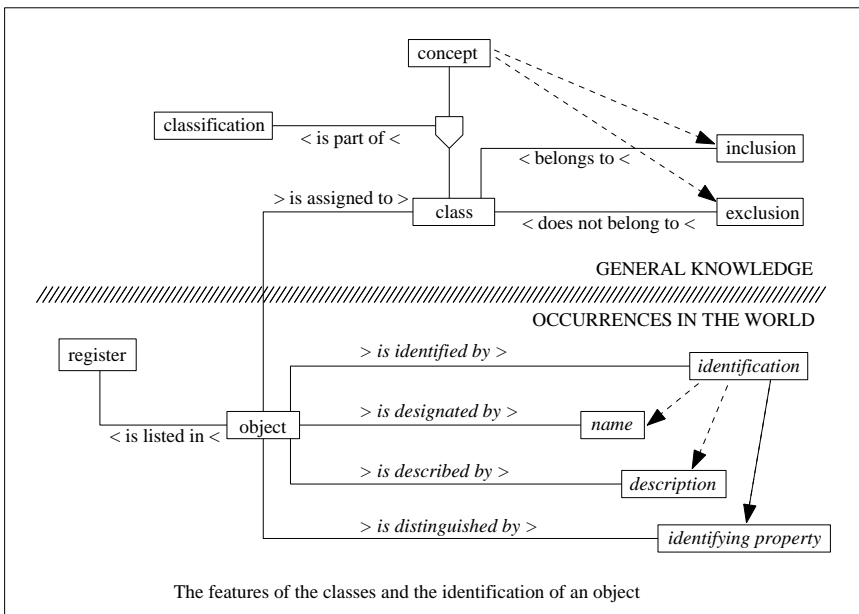 concept
classification
< is part of <
inclusion
< belongs to <
> is assigned to >
class
exclusion
< does not belong to <
GENERAL KNOWLEDGE
OCCURRENCES IN THE WORLD
register
> is identified by >
identification
> is designated by >
name
object
< is listed in <
> is described by >
description
> is distinguished by >
identifying property
The features of the classes and the identification of an object